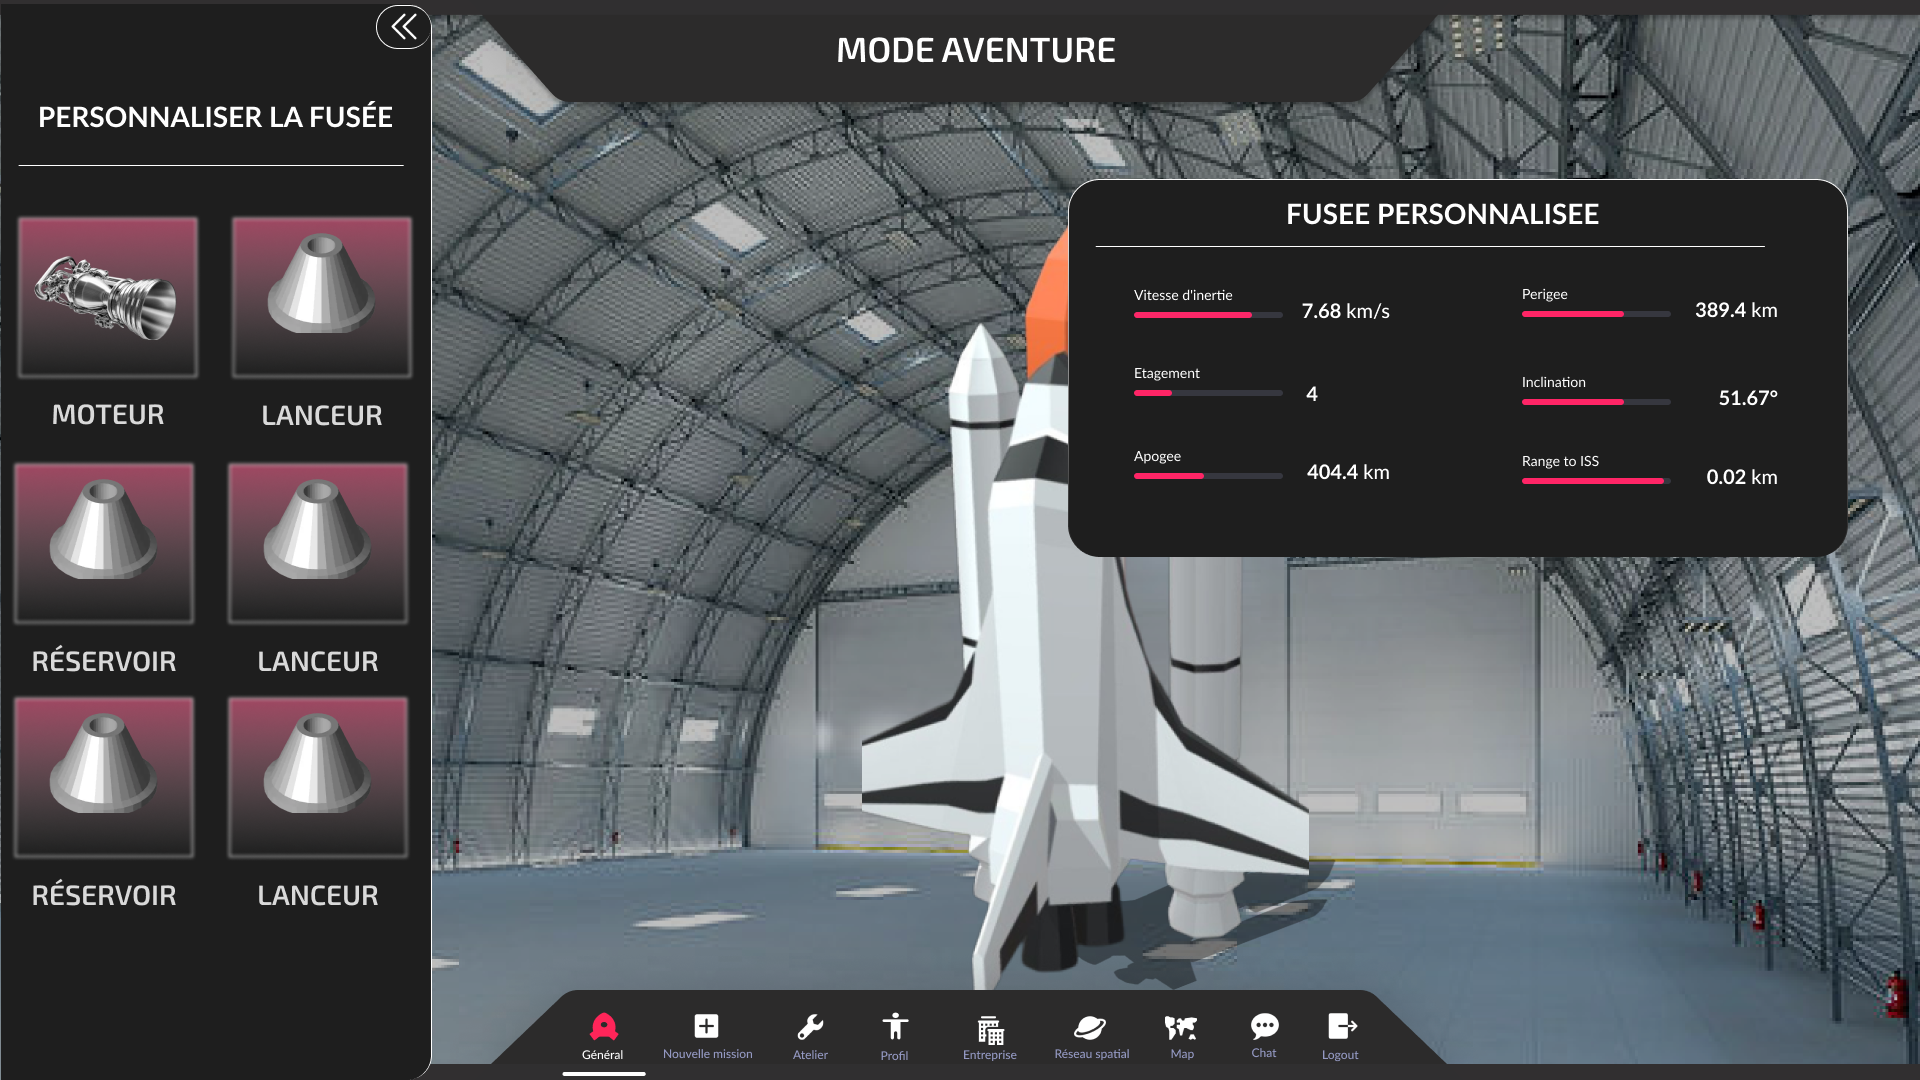 MODE AVENTURE
PERSONNALISER LA FUSÉE
MOTEUR
LANCEUR
RÉSERVOIR
LANCEUR
RÉSERVOIR
LANCEUR
FUSEE PERSONNALISEE
Vitesse d'inertie
7.68 km/s
Perigee
389.4 km
Etagement
4
Inclination
51.67°
Apogee
404.4 km
Range to ISS
0.02 km
Général
Nouvelle mission
Atelier
Profil
Entreprise
Réseau spatial
Map
Chat
Logout